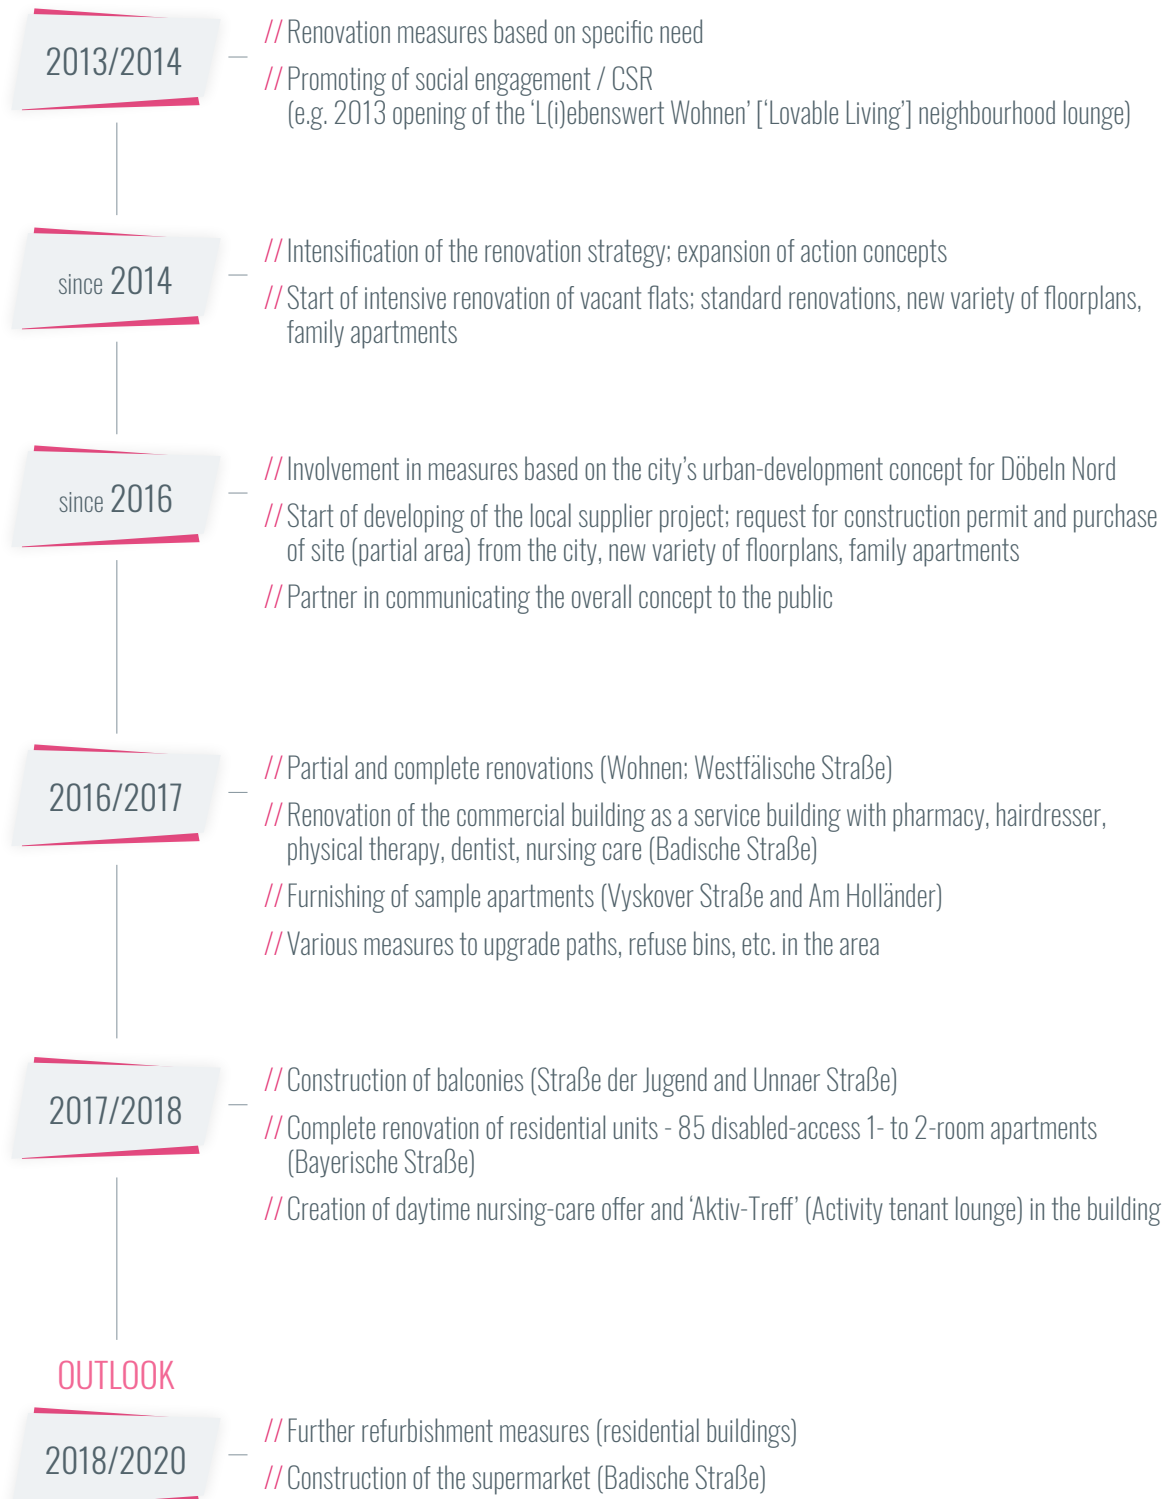 2013/2014
// Renovation measures based on specific need
// Promoting of social engagement / CSR
(e.g. 2013 opening of the ‘L(i)ebenswert Wohnen’ [‘Lovable Living’] neighbourhood lounge)
since 2014
// Intensification of the renovation strategy; expansion of action concepts
// Start of intensive renovation of vacant flats; standard renovations, new variety of floorplans,
family apartments
since 2016
// Involvement in measures based on the city’s urban-development concept for Döbeln Nord
// Start of developing of the local supplier project; request for construction permit and purchase
of site (partial area) from the city, new variety of floorplans, family apartments
// Partner in communicating the overall concept to the public
2016/2017
// Partial and complete renovations (Wohnen: Westfälische Straße)
// Renovation of the commercial building as a service building with pharmacy, hairdresser,
physical therapy, dentist, nursing care (Badische Straße)
// Furnishing of sample apartments (Vyskover Straße and Am Holländer)
// Various measures to upgrade paths, refuse bins, etc. in the area
2017/2018
// Construction of balconies (Straße der Jugend and Unnaer Straße)
// Complete renovation of residential units - 85 disabled-access 1- to 2-room apartments
(Bayerische Straße)
// Creation of daytime nursing-care offer and ‘Aktiv-Treff’ (Activity tenant lounge) in the building
OUTLOOK
2018/2020
// Further refurbishment measures (residential buildings)
// Construction of the supermarket (Badische Straße)